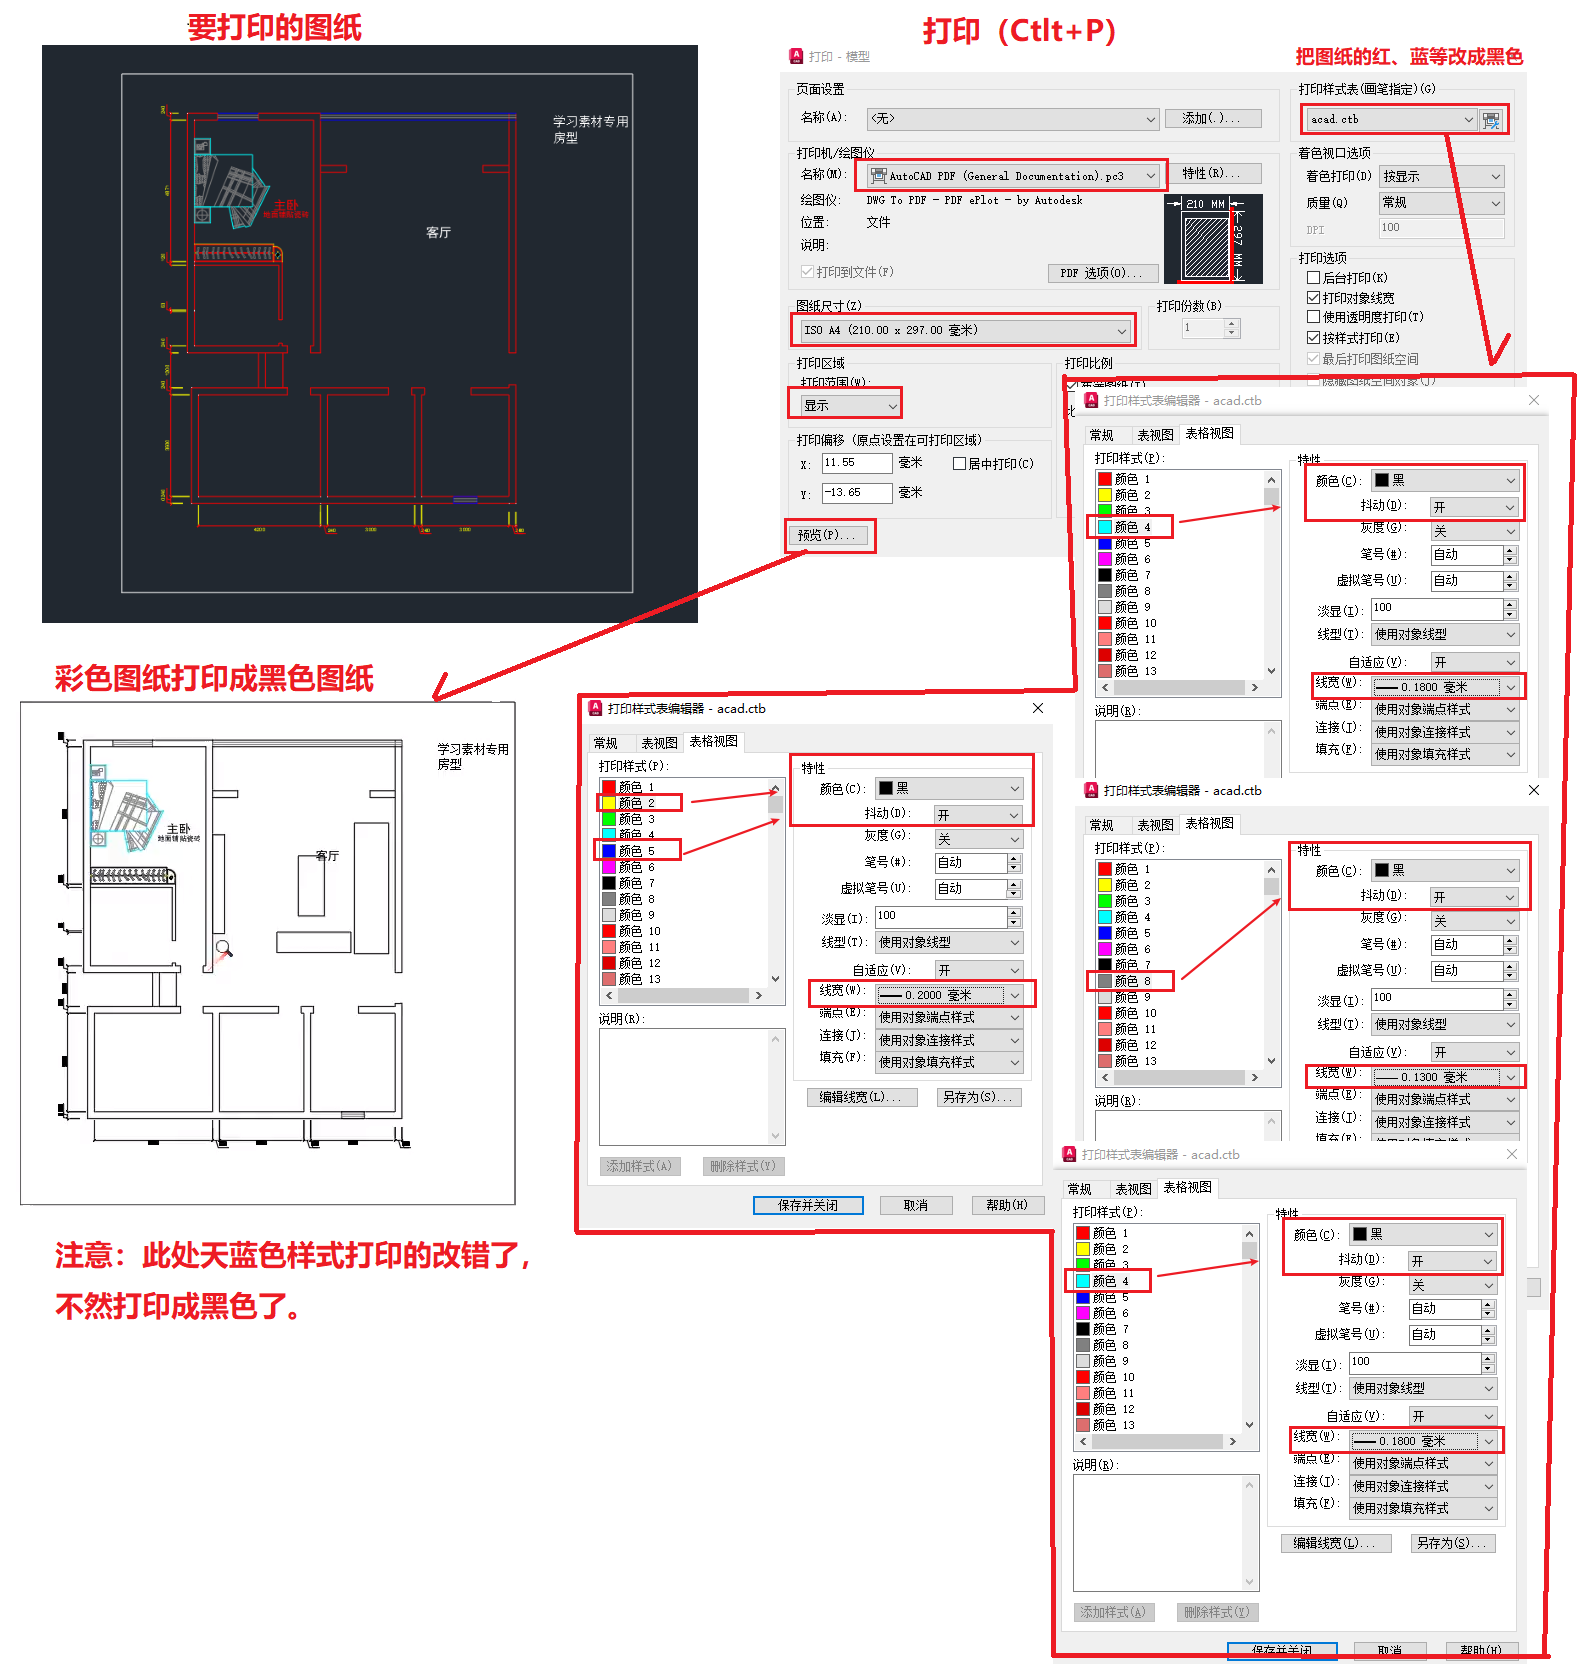 要打印的图纸
学习素材专用
房型
主卧
地面铺贴瓷砖
客厅
打印（Ctlt+P）
打印 - 模型
把图纸的红、蓝等改成黑色
页面设置
名称(A):
<无>
添加(.)...
打印机/绘图仪
名称(M):
AutoCAD PDF (General Documentation).pc3
特性(R)...
绘图仪:
DWG To PDF - PDF ePlot - by Autodesk
位置:
文件
说明:
打印到文件(F)
PDF 选项(O)...
210 MM
297 MM
图纸尺寸(Z)
ISO A4 (210.00 x 297.00 毫米)
打印份数(B)
1
打印区域
打印范围(W):
显示
打印比例
打印偏移 (原点设置在可打印区域)
X:
11.55
毫米
居中打印(C)
Y:
-13.65
毫米
预览(P)...
打印样式表(画笔指定)(G)
acad.ctb
着色视口选项
着色打印(D)
按显示
质量(Q)
常规
DPI
100
打印选项
后台打印(K)
打印对象线宽
使用透明度打印(T)
按样式打印(E)
最后打印图纸空间
隐藏图纸空间对象(J)
打印样式表编辑器 - acad.ctb
常规
表视图
表格视图
打印样式(P):
颜色 1
颜色 2
颜色 3
颜色 4
颜色 5
颜色 6
颜色 7
颜色 8
颜色 9
颜色 10
颜色 11
颜色 12
颜色 13
说明(R):
特性
颜色(C):
黑
抖动(D):
开
灰度(G):
关
笔号(#):
自动
虚拟笔号(U):
自动
淡显(I):
100
线型(T):
使用对象线型
自适应(V):
开
线宽(W):
0.1800 毫米
端点(E):
使用对象端点样式
连接(J):
使用对象连接样式
填充(F):
使用对象填充样式
彩色图纸打印成黑色图纸
学习素材专用
房型
主卧
地面铺贴瓷砖
客厅
注意：此处天蓝色样式打印的改错了，
不然打印成黑色了。
打印样式表编辑器 - acad.ctb
常规
表视图
表格视图
打印样式(P):
颜色 1
颜色 2
颜色 3
颜色 4
颜色 5
颜色 6
颜色 7
颜色 8
颜色 9
颜色 10
颜色 11
颜色 12
颜色 13
说明(R):
添加样式(A)
删除样式(Y)
特性
颜色(C):
黑
抖动(D):
开
灰度(G):
关
笔号(#):
自动
虚拟笔号(U):
自动
淡显(I):
100
线型(T):
使用对象线型
自适应(V):
开
线宽(W):
0.2000 毫米
端点(E):
使用对象端点样式
连接(J):
使用对象连接样式
填充(F):
使用对象填充样式
编辑线宽(L)...
另存为(S)...
保存并关闭
取消
帮助(H)
打印样式表编辑器 - acad.ctb
常规
表视图
表格视图
打印样式(P):
颜色 1
颜色 2
颜色 3
颜色 4
颜色 5
颜色 6
颜色 7
颜色 8
颜色 9
颜色 10
颜色 11
颜色 12
颜色 13
说明(R):
特性
颜色(C):
黑
抖动(D):
开
灰度(G):
关
笔号(#):
自动
虚拟笔号(U):
自动
淡显(I):
100
线型(T):
使用对象线型
自适应(V):
开
线宽(W):
0.1300 毫米
端点(E):
使用对象端点样式
连接(J):
使用对象连接样式
填充(F):
打印样式表编辑器 - acad.ctb
常规
表视图
表格视图
打印样式(P):
颜色 1
颜色 2
颜色 3
颜色 4
颜色 5
颜色 6
颜色 7
颜色 8
颜色 9
颜色 10
颜色 11
颜色 12
颜色 13
说明(R):
添加样式(A)
删除样式(Y)
特性
颜色(C):
黑
抖动(D):
开
灰度(G):
关
笔号(#):
自动
虚拟笔号(U):
自动
淡显(I):
100
线型(T):
使用对象线型
自适应(V):
开
线宽(W):
0.1800 毫米
端点(E):
使用对象端点样式
连接(J):
使用对象连接样式
填充(F):
使用对象填充样式
编辑线宽(L)...
另存为(S)...
保存并关闭
取消
帮助(H)